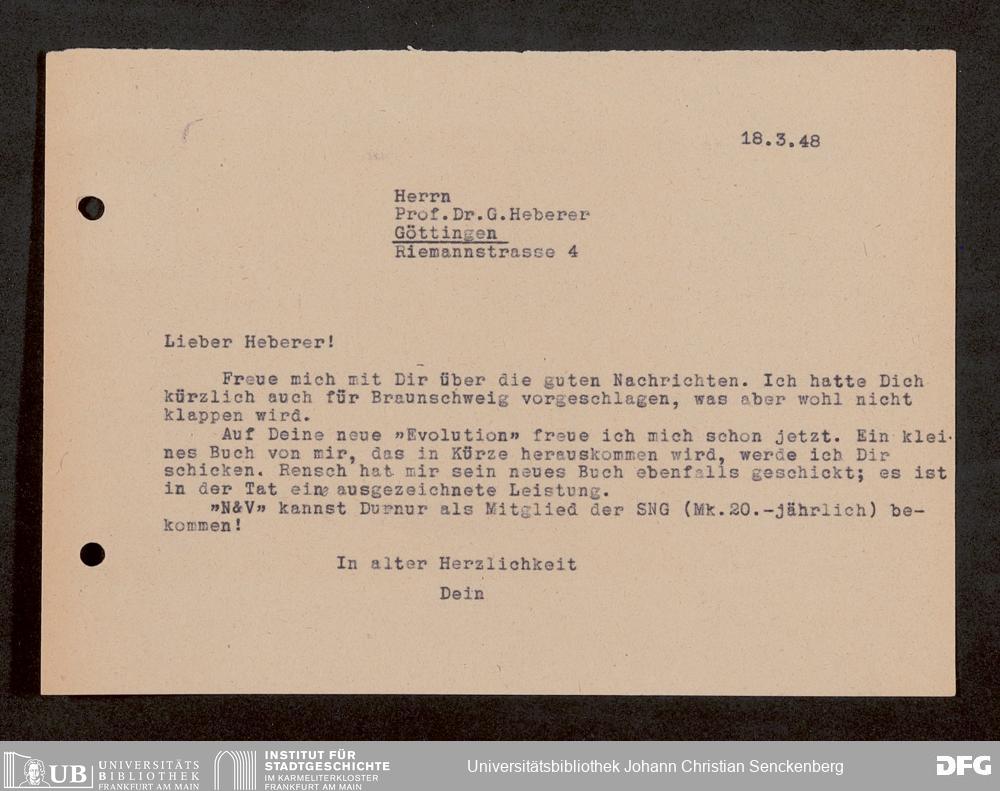 18.3.48
Herrn
Prof.Dr.G.Heberer
Göttingen
Riemannstrasse 4
Lieber Heberer!
Freue mich mit Dir über die guten Nachrichten. Ich hatte Dich
kürzlich auch für Braunschweig vorgeschlagen, was aber wohl nicht
klappen wird.
Auf Deine neue "Evolution" freue ich mich schon jetzt. Ein klei-
nes Buch von mir, das in Kürze herauskommen wird, werde ich Dir
schicken. Rensch hat mir sein neues Buch ebenfalls geschickt; es ist
in der Tat eine ausgezeichnete Leistung.
"N&V" kannst Durnur als Mitglied der SNG (Mk.20.-jährlich) be-
kommen!
In alter Herzlichkeit
Dein
UB UNIVERSITÄTS
BIBLIOTHEK
FRANKFURT AM MAIN
INSTITUT FÜR
STADTGESCHICHTE
IM KARMELITERKLOSTER
FRANKFURT AM MAIN
Universitätsbibliothek Johann Christian Senckenberg
DFG